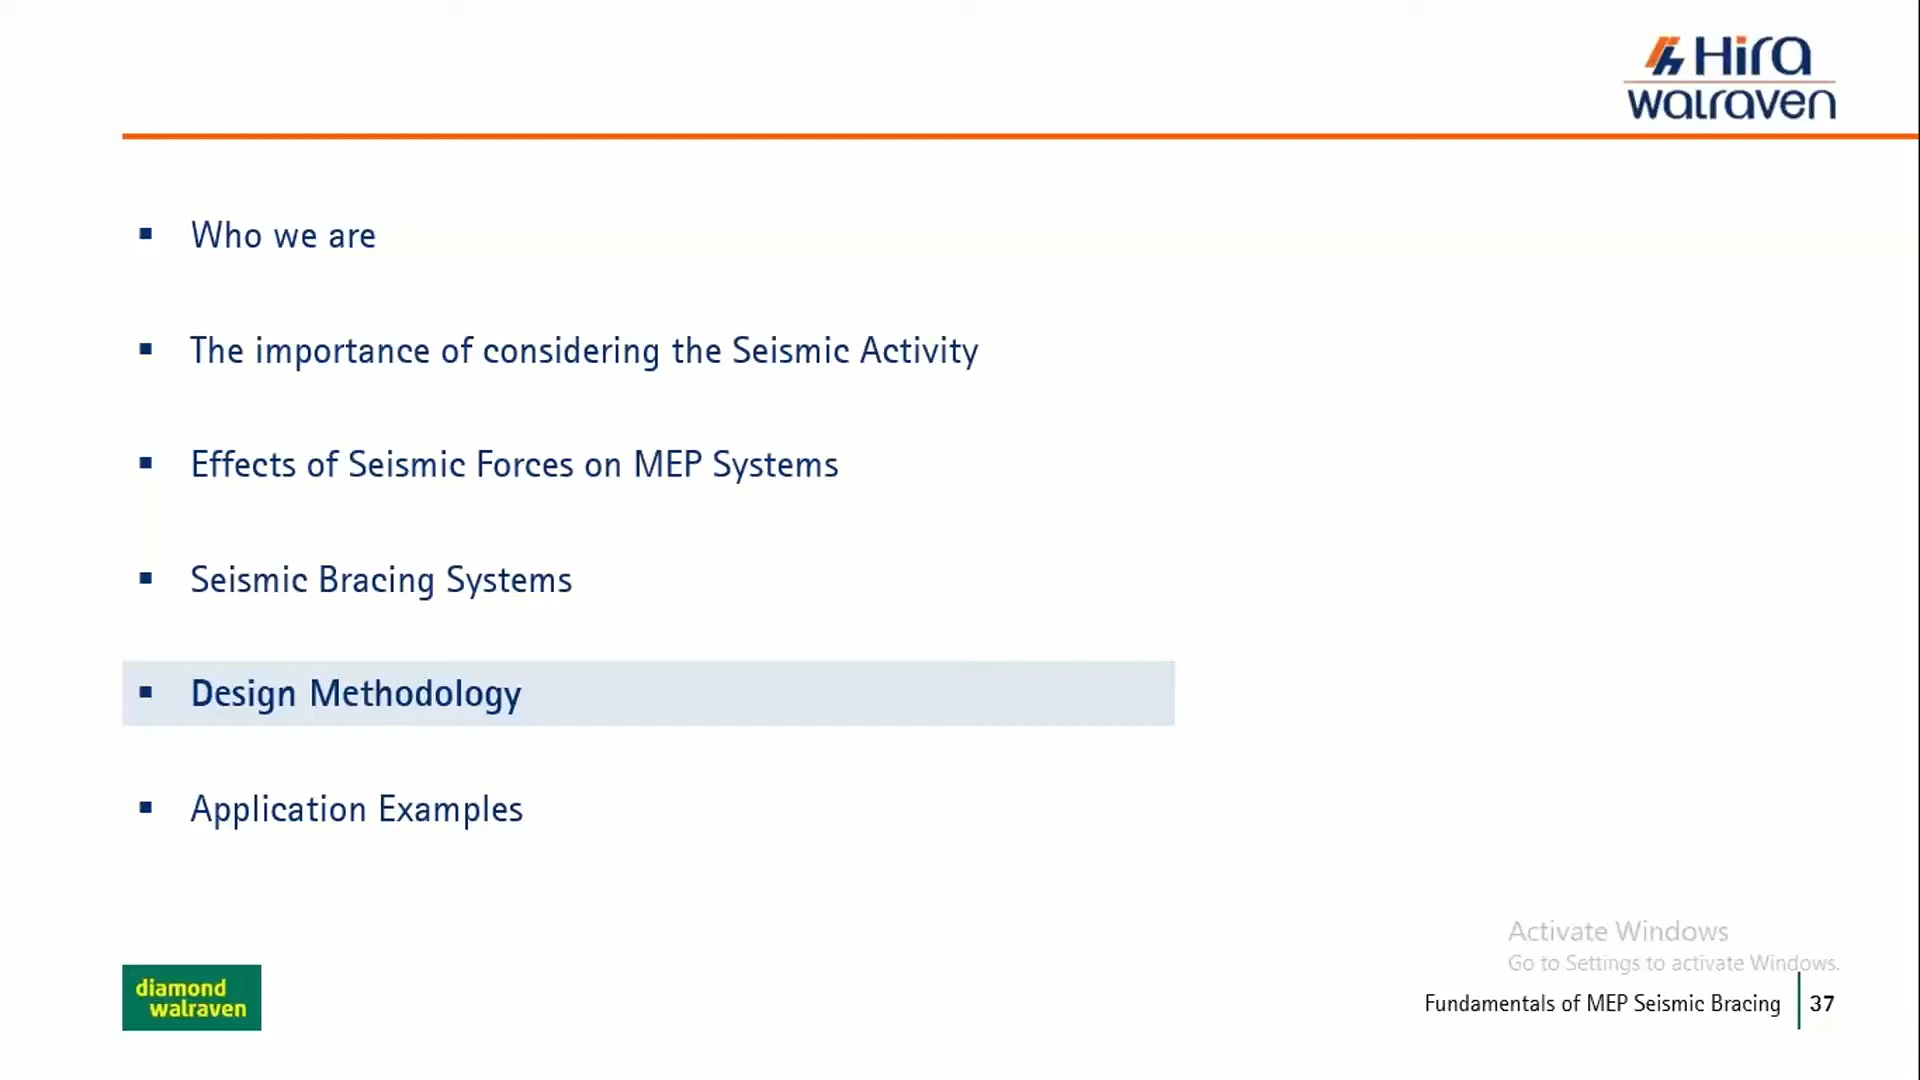 Hira
walraven
▪ Who we are
▪ The importance of considering the Seismic Activity
▪ Effects of Seismic Forces on MEP Systems
▪ Seismic Bracing Systems
▪ Design Methodology
▪ Application Examples
Activate Windows
Go to Settings to activate Windows.
diamond
walraven
Fundamentals of MEP Seismic Bracing 37